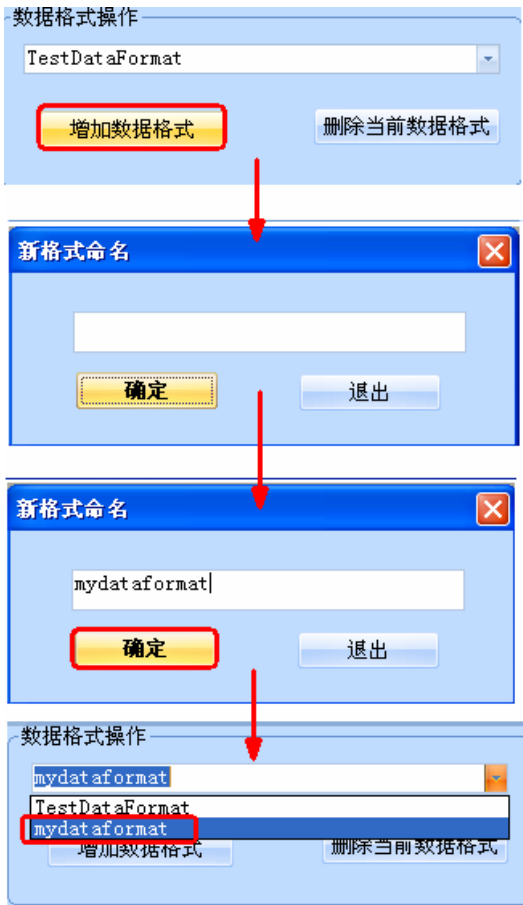 数据格式操作
TestDataFormat
增加数据格式
删除当前数据格式
新格式命名
确定
退出
新格式命名
mydataformat
确定
退出
数据格式操作
mydataformat
TestDataFormat
mydataformat
增加数据格式
删除当前数据格式